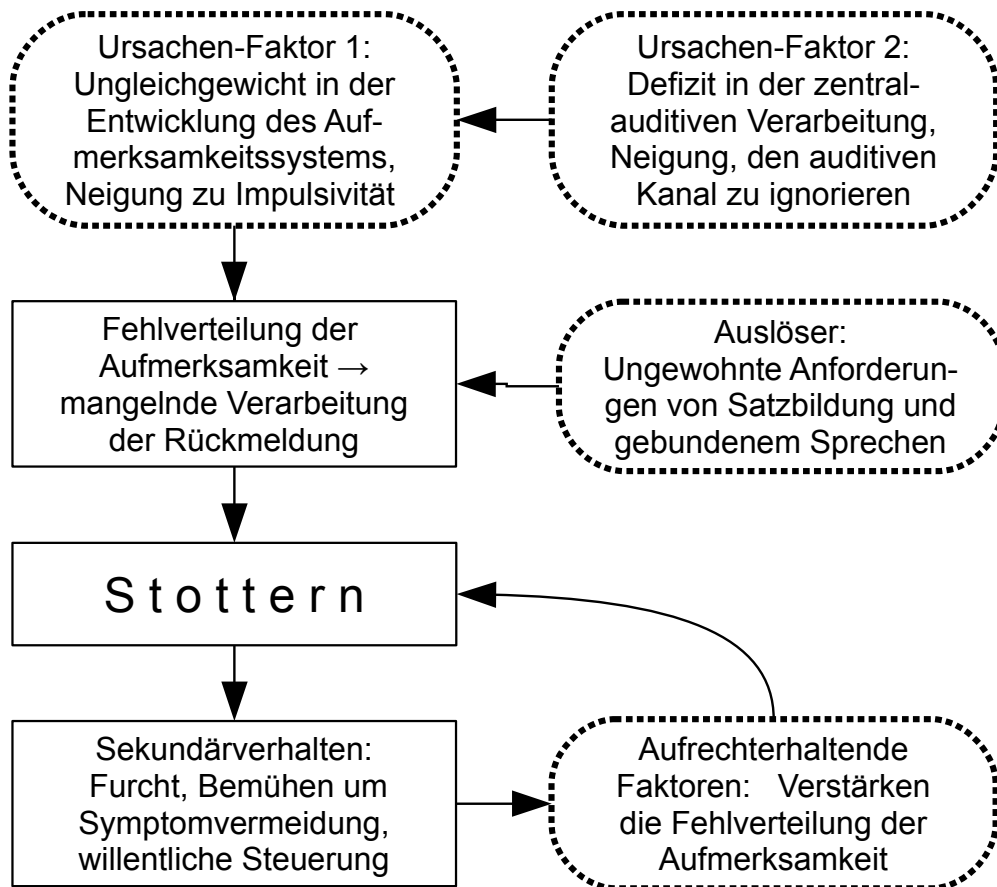 Ursachen-Faktor 1:
Ungleichgewicht in der
Entwicklung des Auf-
merksamkeitssystems,
Neigung zu Impulsivität
Ursachen-Faktor 2:
Defizit in der zentral-
auditiven Verarbeitung,
Neigung, den auditiven
Kanal zu ignorieren
Fehlverteilung der
Aufmerksamkeit →
mangelnde Verarbeitung
der Rückmeldung
Auslöser:
Ungewohnte Anforderun-
gen von Satzbildung und
gebundenem Sprechen
Stottern
Sekundärverhalten:
Furcht, Bemühen um
Symptomvermeidung,
willentliche Steuerung
Aufrechterhaltende
Faktoren: Verstärken
die Fehlverteilung der
Aufmerksamkeit